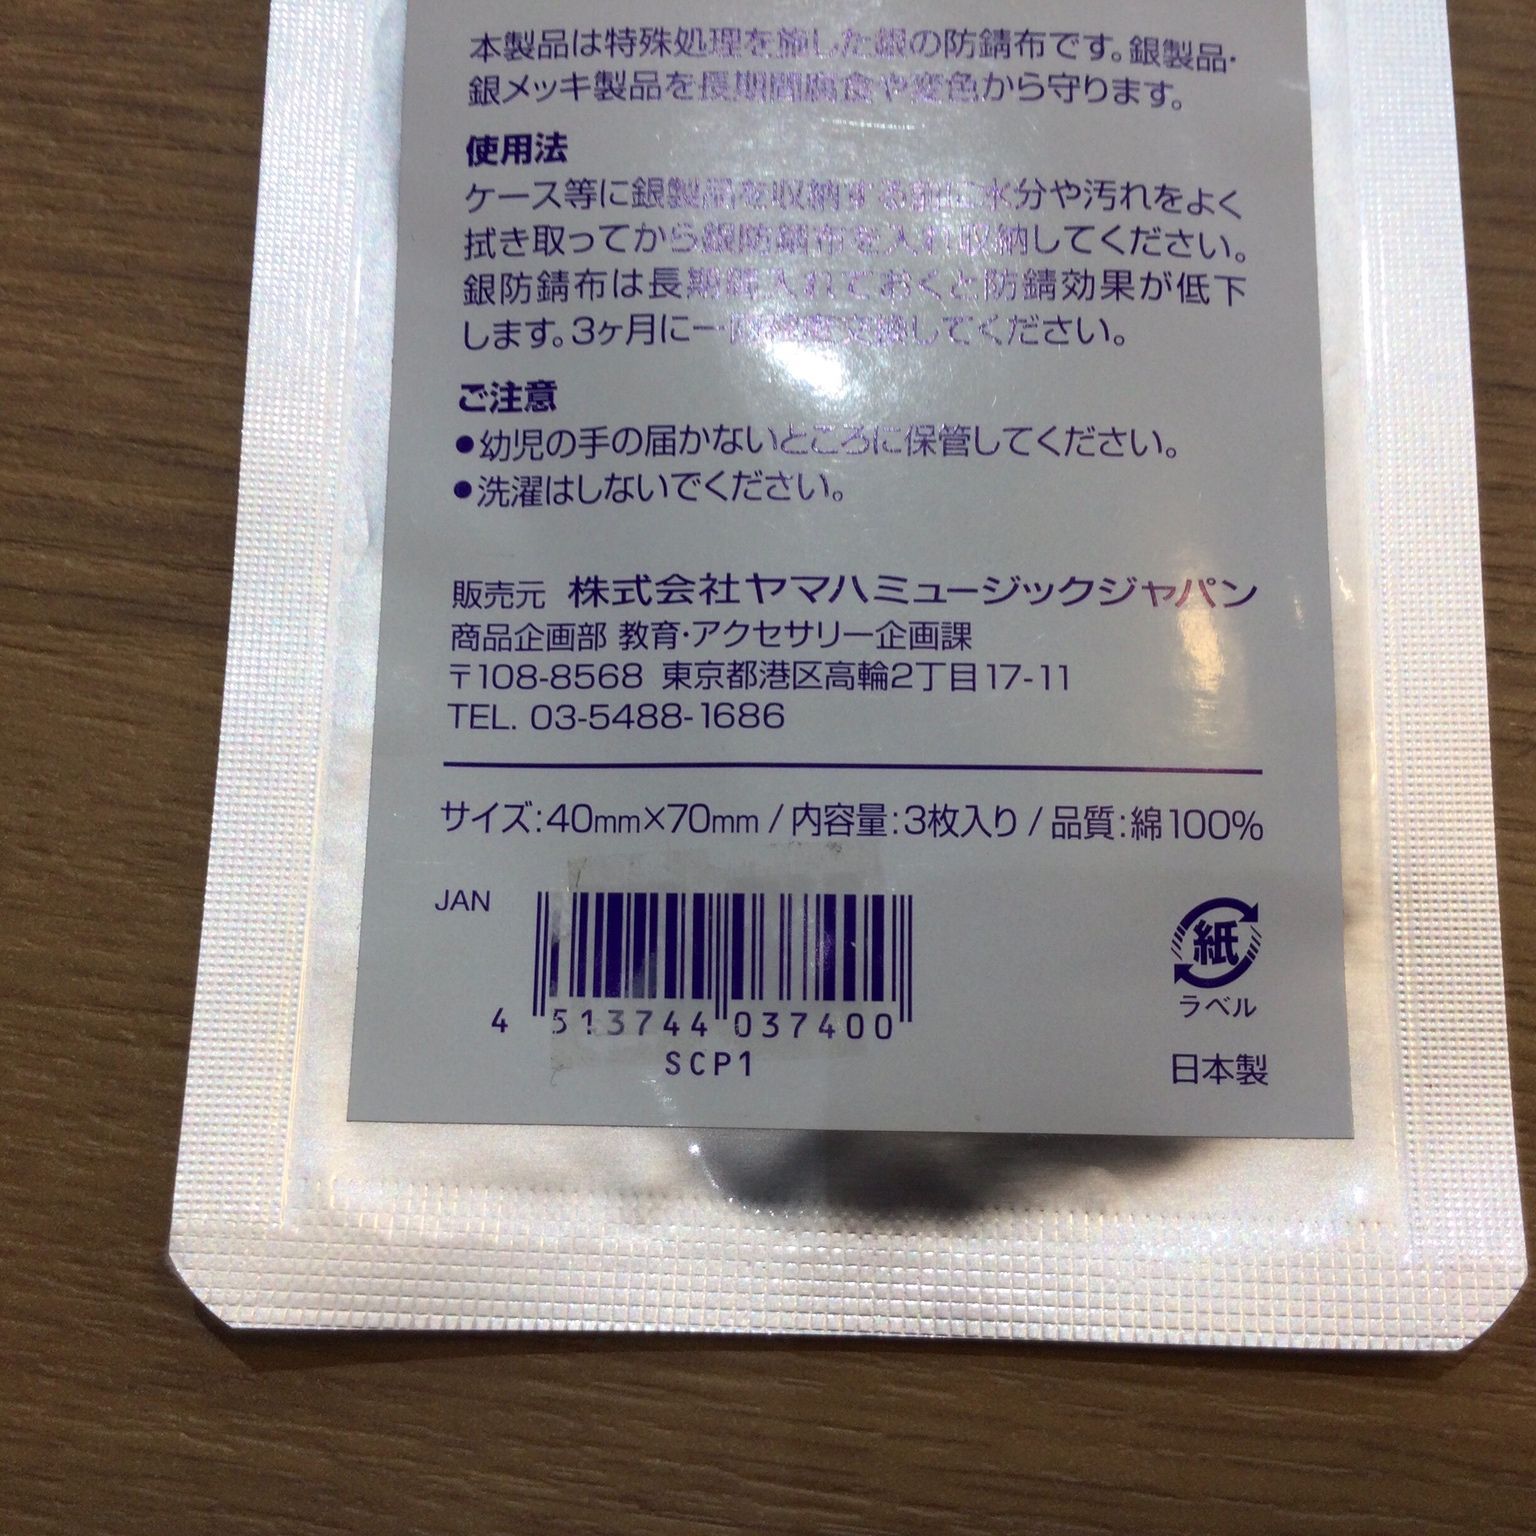 本製品は特殊処理を施した銀の防錆布です。銀製品・
銀メッキ製品を長期間腐食や変色から守ります。
使用法
ケース等に銀製品を収納する前に水分や汚れをよく
拭き取ってから銀防錆布を入れ収納してください。
銀防錆布は長期間入れておくと防錆効果が低下
します。3ヶ月に一回程度交換してください。
ご注意
●幼児の手の届かないところに保管してください。
●洗濯はしないでください。
販売元 株式会社ヤマハミュージックジャパン
商品企画部 教育・アクセサリー企画課
〒108-8568 東京都港区高輪2丁目17-11
TEL. 03-5488-1686
サイズ:40mm×70mm / 内容量:3枚入り / 品質:綿100%
JAN
4 513744 037400
SCP1
紙
ラベル
日本製